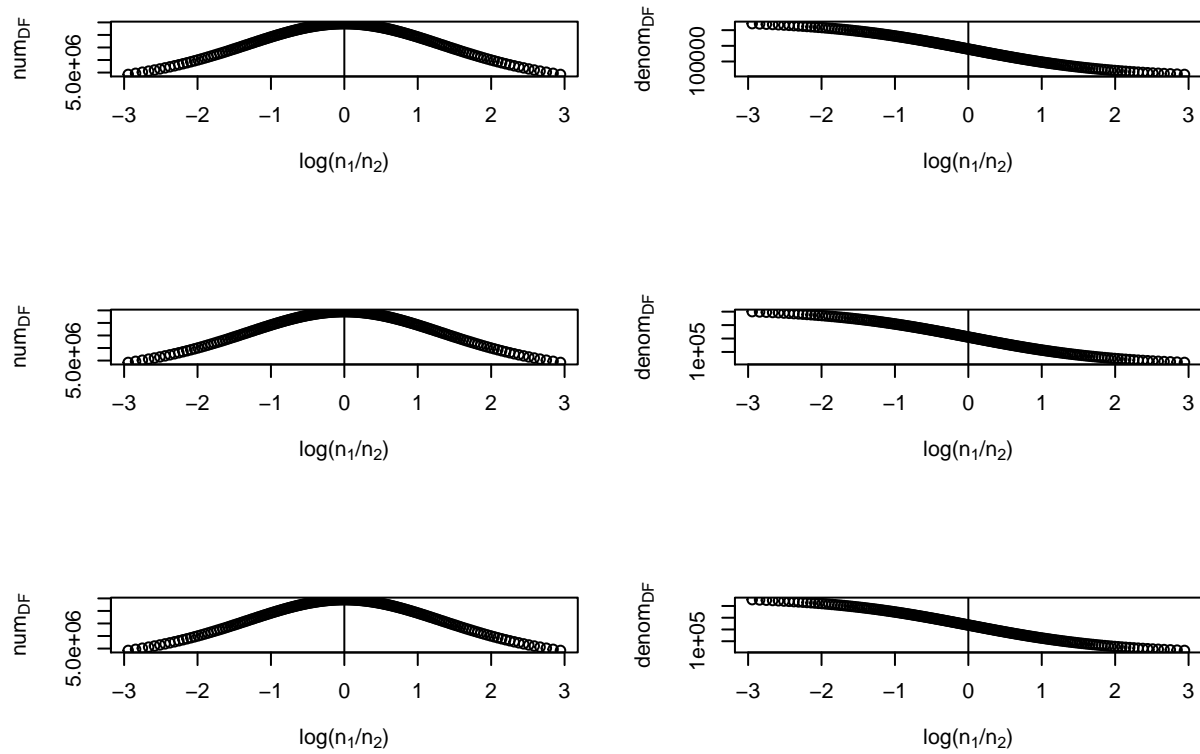 num_DF
5.0e+06
−3 −2 −1 0 1 2 3
log(n_1/n_2)
denom_DF
100000
−3 −2 −1 0 1 2 3
log(n_1/n_2)
num_DF
5.0e+06
−3 −2 −1 0 1 2 3
log(n_1/n_2)
denom_DF
1e+05
−3 −2 −1 0 1 2 3
log(n_1/n_2)
num_DF
5.0e+06
−3 −2 −1 0 1 2 3
log(n_1/n_2)
denom_DF
1e+05
−3 −2 −1 0 1 2 3
log(n_1/n_2)